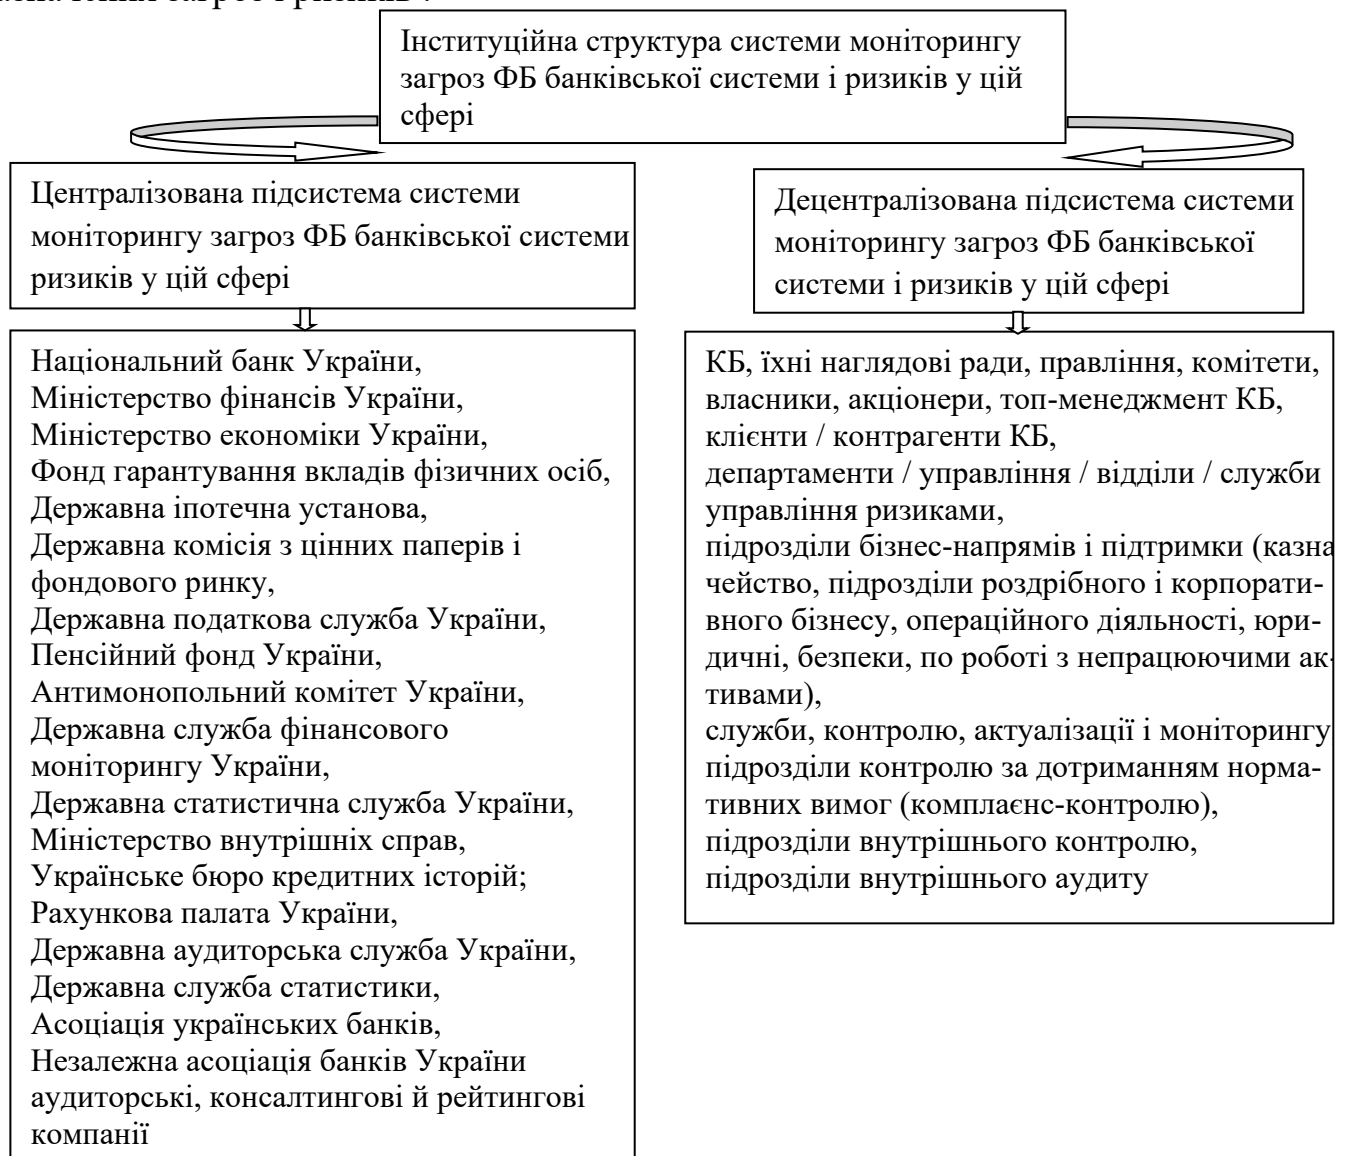 Інституційна структура системи моніторингу
загроз ФБ банківської системи і ризиків у цій
сфері
Централізована підсистема системи
моніторингу загроз ФБ банківської системи
ризиків у цій сфері
Децентралізована підсистема системи
моніторингу загроз ФБ банківської
системи і ризиків у цій сфері
Національний банк України,
Міністерство фінансів України,
Міністерство економіки України,
Фонд гарантування вкладів фізичних осіб,
Державна іпотечна установа,
Державна комісія з цінних паперів і
фондового ринку,
Державна податкова служба України,
Пенсійний фонд України,
Антимонопольний комітет України,
Державна служба фінансового
моніторингу України,
Державна статистична служба України,
Міністерство внутрішніх справ,
Українське бюро кредитних історій;
Рахункова палата України,
Державна аудиторська служба України,
Державна служба статистики,
Асоціація українських банків,
Незалежна асоціація банків України
аудиторські, консалтингові й рейтингові
компанії
КБ, їхні наглядові ради, правління, комітети,
власники, акціонери, топ-менеджмент КБ,
клієнти / контрагенти КБ,
департаменти / управління / відділи / служби
управління ризиками,
підрозділи бізнес-напрямів і підтримки (казна
чейство, підрозділи роздрібного і корпорати-
вного бізнесу, операційного діяльності, юри-
дичні, безпеки, по роботі з непрацюючими ак-
тивами),
служби, контролю, актуалізації і моніторингу
підрозділи контролю за дотриманням норма-
тивних вимог (комплаєнс-контролю),
підрозділи внутрішнього контролю,
підрозділи внутрішнього аудиту